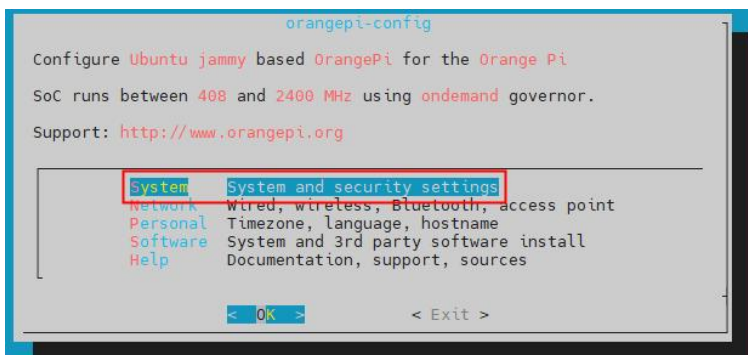 orangepi-config
Configure Ubuntu jammy based OrangePi for the Orange Pi
SoC runs between 408 and 2400 MHz using ondemand governor.
Support: http://www.orangepi.org
System System and security settings
Network Wired, wireless, Bluetooth, access point
Personal Timezone, language, hostname
Software System and 3rd party software install
Help Documentation, support, sources
< OK > < Exit >